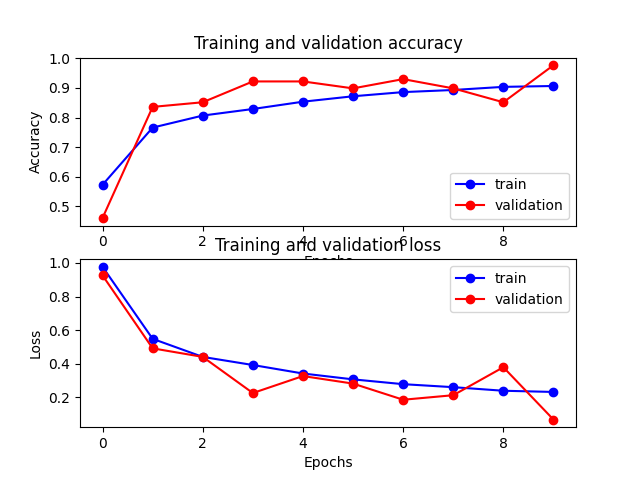 Training and validation accuracy
1.0
0.9
0.8
0.7
0.6
0.5
Accuracy
train
validation
0 2 4 6 8
Epochs
Training and validation loss
1.0
0.8
0.6
0.4
0.2
Loss
train
validation
0 2 4 6 8
Epochs